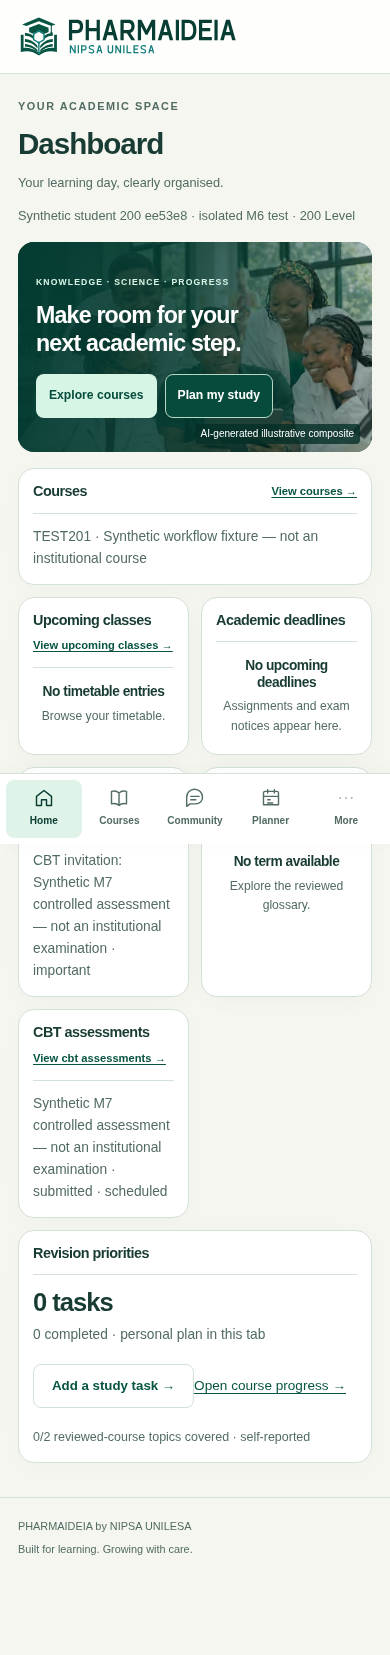 PHARMAIDEIA
NIPSA UNILESA
YOUR ACADEMIC SPACE
Dashboard
Your learning day, clearly organised.
Synthetic student 200 ee53e8 · isolated M6 test · 200 Level
KNOWLEDGE · SCIENCE · PROGRESS
Make room for your
next academic step.
Explore courses
Plan my study
AI-generated illustrative composite
Courses
View courses →
TEST201 · Synthetic workflow fixture — not an
institutional course
Upcoming classes
View upcoming classes →
No timetable entries
Browse your timetable.
Academic deadlines
No upcoming
deadlines
Assignments and exam
notices appear here.
Home
Courses
Community
Planner
More
CBT invitation:
Synthetic M7
controlled assessment
— not an institutional
examination ·
important
No term available
Explore the reviewed
glossary.
CBT assessments
View cbt assessments →
Synthetic M7
controlled assessment
— not an institutional
examination ·
submitted · scheduled
Revision priorities
0 tasks
0 completed · personal plan in this tab
Add a study task →
Open course progress →
0/2 reviewed-course topics covered · self-reported
PHARMAIDEIA by NIPSA UNILESA
Built for learning. Growing with care.